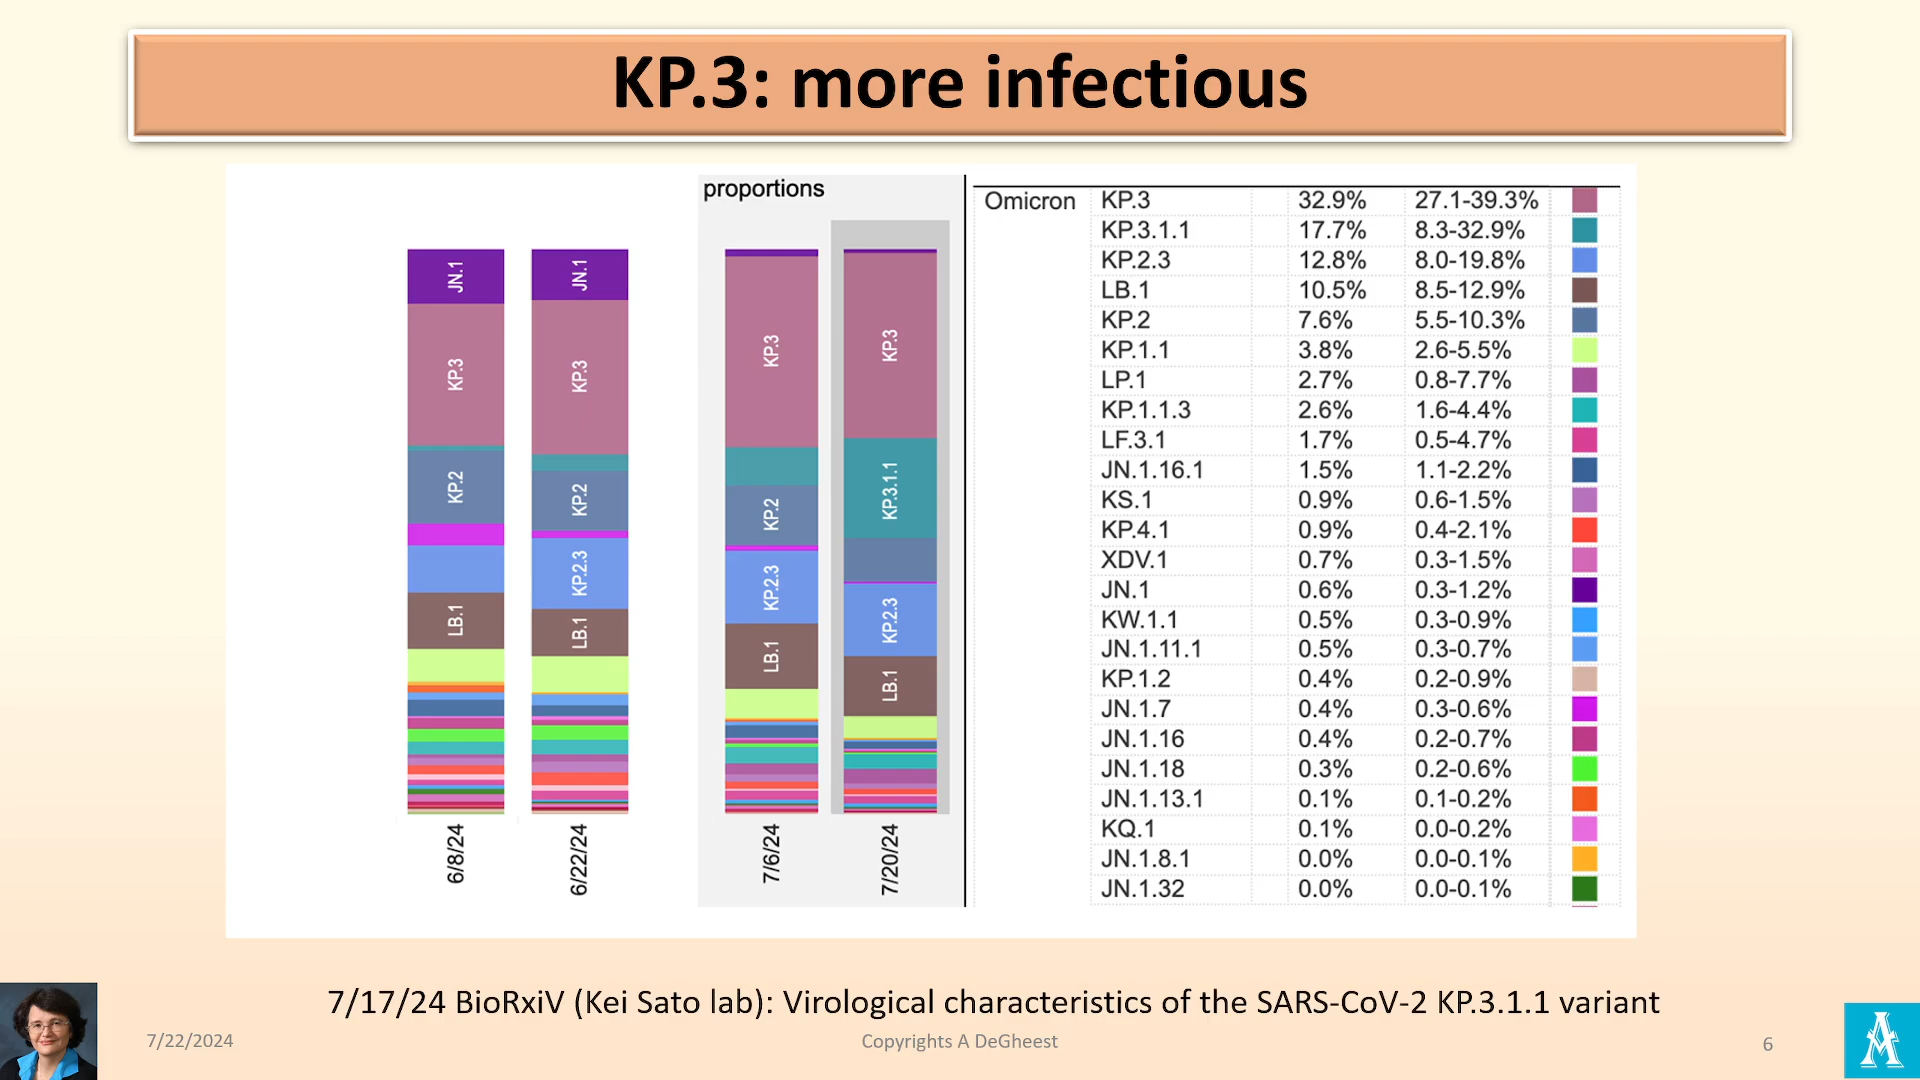 KP.3: more infectious
proportions
JN.1
KP.3
KP.2
LB.1
6/8/24
JN.1
KP.3
KP.2
KP.2.3
LB.1
6/22/24
KP.3
KP.2
KP.2.3
LB.1
7/6/24
KP.3
KP.3.1.1
KP.2.3
LB.1
7/20/24
Omicron KP.3 32.9% 27.1-39.3%
KP.3.1.1 17.7% 8.3-32.9%
KP.2.3 12.8% 8.0-19.8%
LB.1 10.5% 8.5-12.9%
KP.2 7.6% 5.5-10.3%
KP.1.1 3.8% 2.6-5.5%
LP.1 2.7% 0.8-7.7%
KP.1.1.3 2.6% 1.6-4.4%
LF.3.1 1.7% 0.5-4.7%
JN.1.16.1 1.5% 1.1-2.2%
KS.1 0.9% 0.6-1.5%
KP.4.1 0.9% 0.4-2.1%
XDV.1 0.7% 0.3-1.5%
JN.1 0.6% 0.3-1.2%
KW.1.1 0.5% 0.3-0.9%
JN.1.11.1 0.5% 0.3-0.7%
KP.1.2 0.4% 0.2-0.9%
JN.1.7 0.4% 0.3-0.6%
JN.1.16 0.4% 0.2-0.7%
JN.1.18 0.3% 0.2-0.6%
JN.1.13.1 0.1% 0.1-0.2%
KQ.1 0.1% 0.0-0.2%
JN.1.8.1 0.0% 0.0-0.1%
JN.1.32 0.0% 0.0-0.1%
7/17/24 BioRxiV (Kei Sato lab): Virological characteristics of the SARS-CoV-2 KP.3.1.1 variant
7/22/2024
Copyrights A DeGheest
6
A